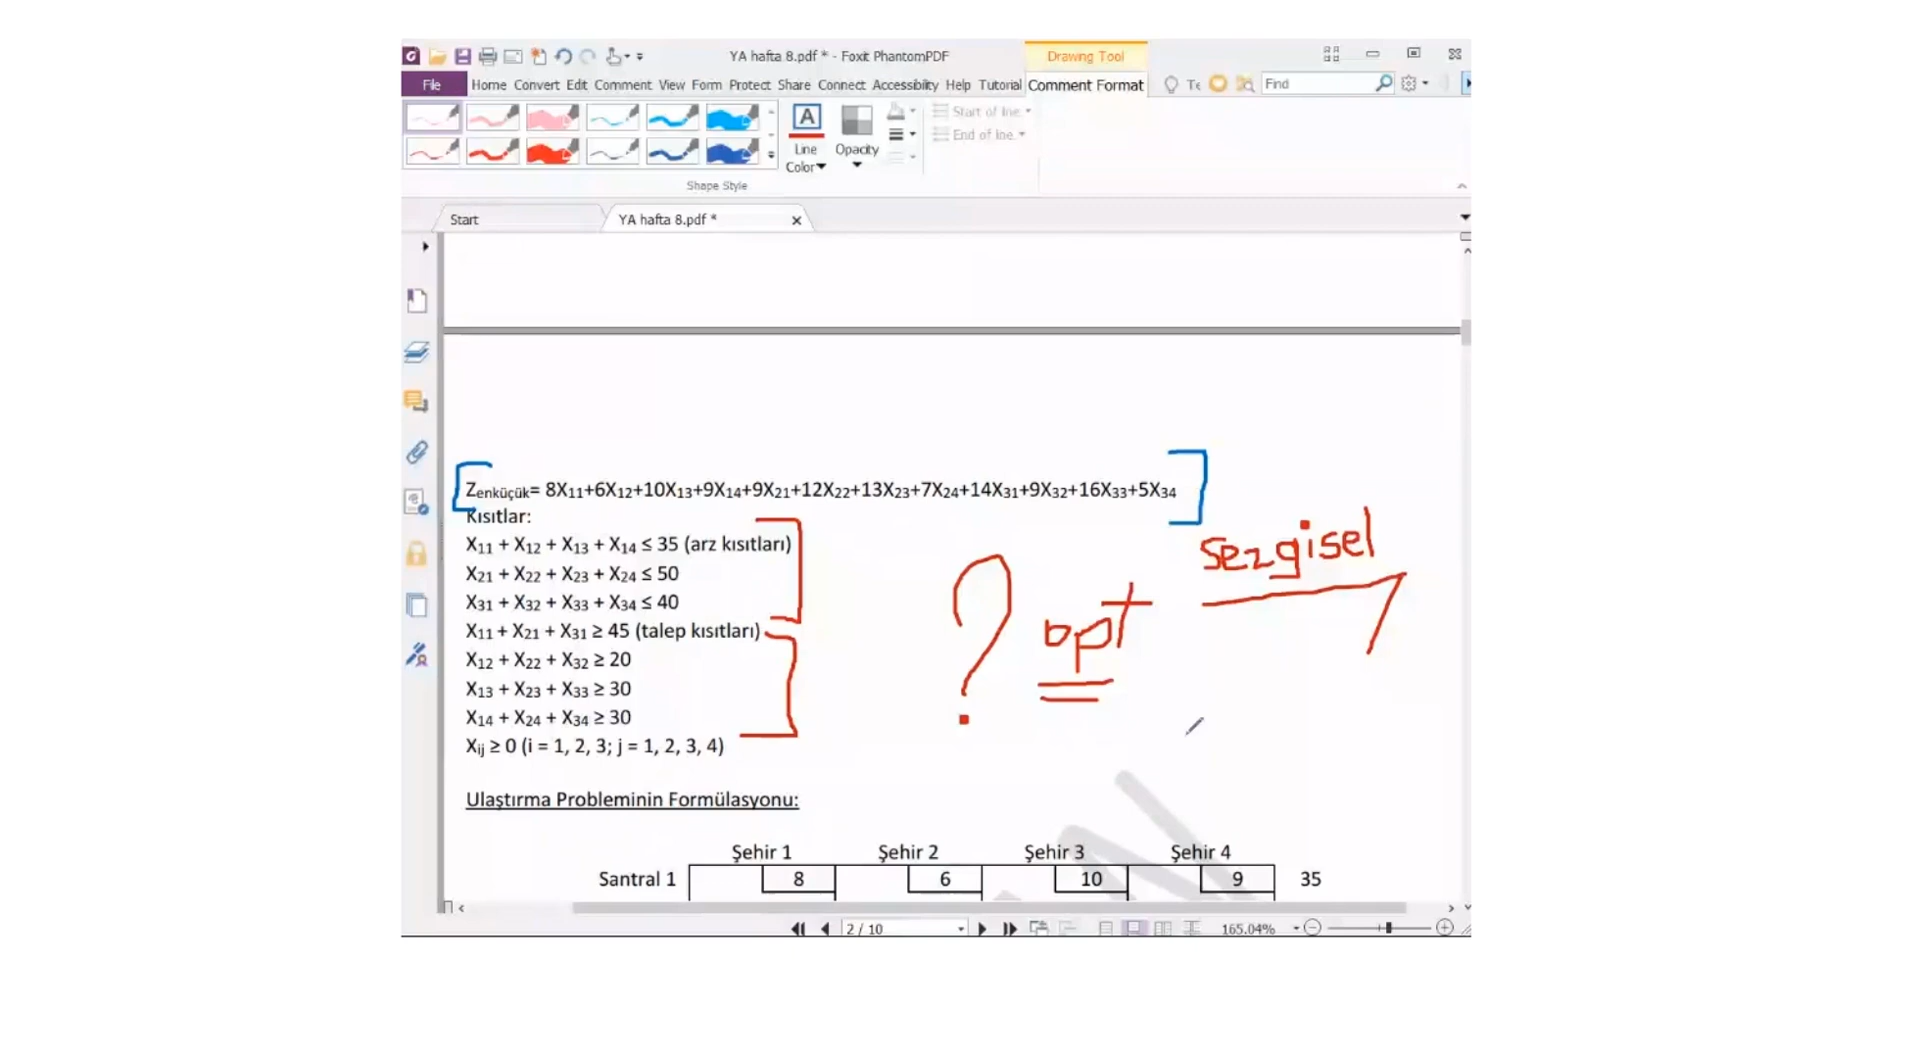 YA hafta 8.pdf * - Foxit PhantomPDF
Drawing Tool
File Home Convert Edit Comment View Form Protect Share Connect Accessibility Help Tutorial Comment Format Te Find
A
Line Color
Opacity
Start of line
End of line
Shape Style
Start
YA hafta 8.pdf *
Zenküçük= 8X11+6X12+10X13+9X14+9X21+12X22+13X23+7X24+14X31+9X32+16X33+5X34
Kısıtlar:
X11 + X12 + X13 + X14 ≤ 35 (arz kısıtları)
X21 + X22 + X23 + X24 ≤ 50
X31 + X32 + X33 + X34 ≤ 40
X11 + X21 + X31 ≥ 45 (talep kısıtları)
X12 + X22 + X32 ≥ 20
X13 + X23 + X33 ≥ 30
X14 + X24 + X34 ≥ 30
Xij ≥ 0 (i = 1, 2, 3; j = 1, 2, 3, 4)
? opt
sezgisel
Ulaştırma Probleminin Formülasyonu:
Şehir 1 Şehir 2 Şehir 3 Şehir 4
Santral 1 8 6 10 9 35
2 / 10
165.04%